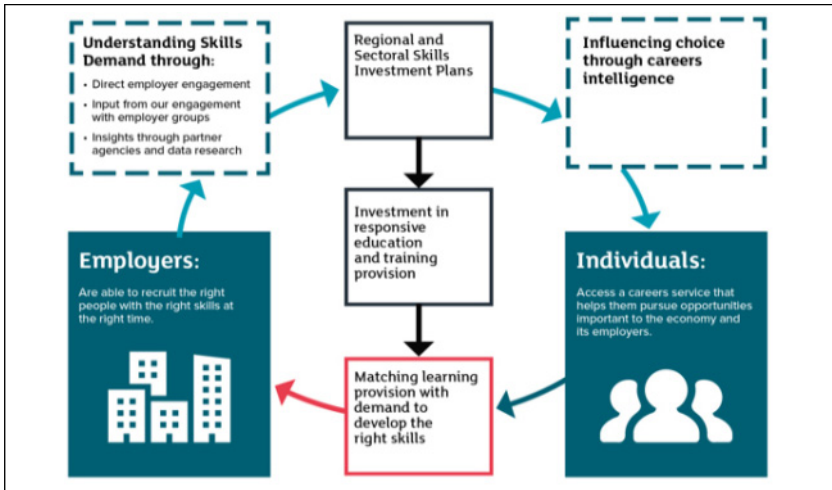 Understanding Skills
Demand through:
• Direct employer engagement
• Input from our engagement
with employer groups
• Insights through partner
agencies and data research
Regional and
Sectoral Skills
Investment Plans
Influencing choice
through careers
intelligence
Investment in
responsive
education
and training
provision
Employers:
Are able to recruit the right
people with the right skills at
the right time.
Individuals:
Access a careers service that
helps them pursue opportunities
important to the economy and
its employers.
Matching learning
provision with
demand to
develop the
right skills